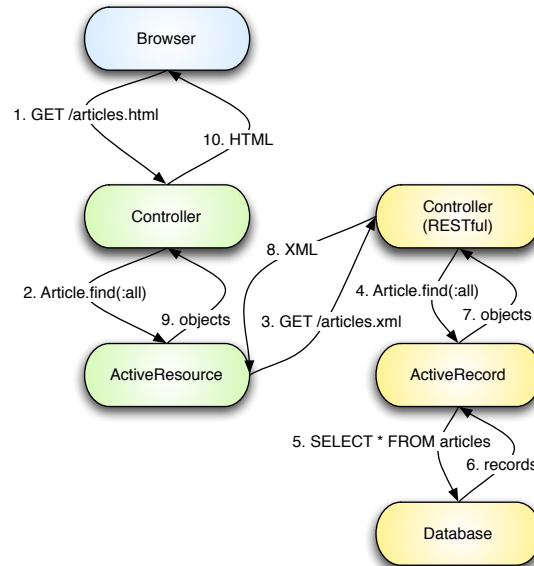 Browser
1. GET /articles.html
10. HTML
Controller
Controller
(RESTful)
8. XML
2. Article.find(:all)
4. Article.find(:all)
9. objects
3. GET /articles.xml
7. objects
ActiveResource
ActiveRecord
5. SELECT * FROM articles
6. records
Database